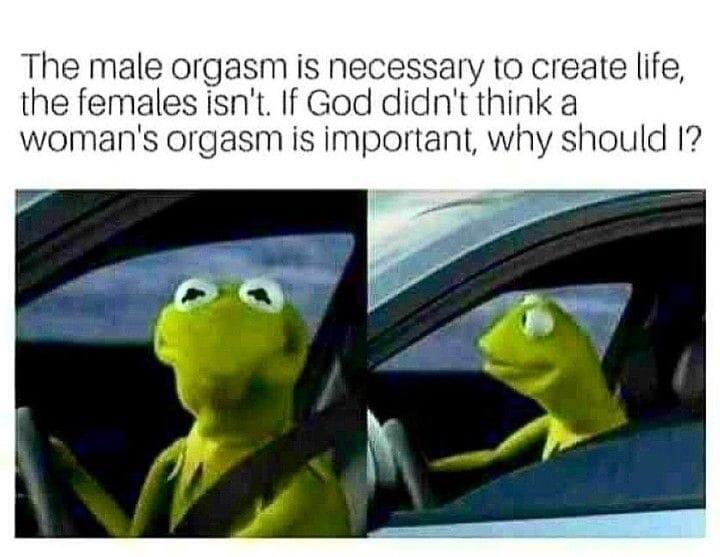 The male orgasm is necessary to create life,
the females isn't. If God didn't think a
woman's orgasm is important, why should I?